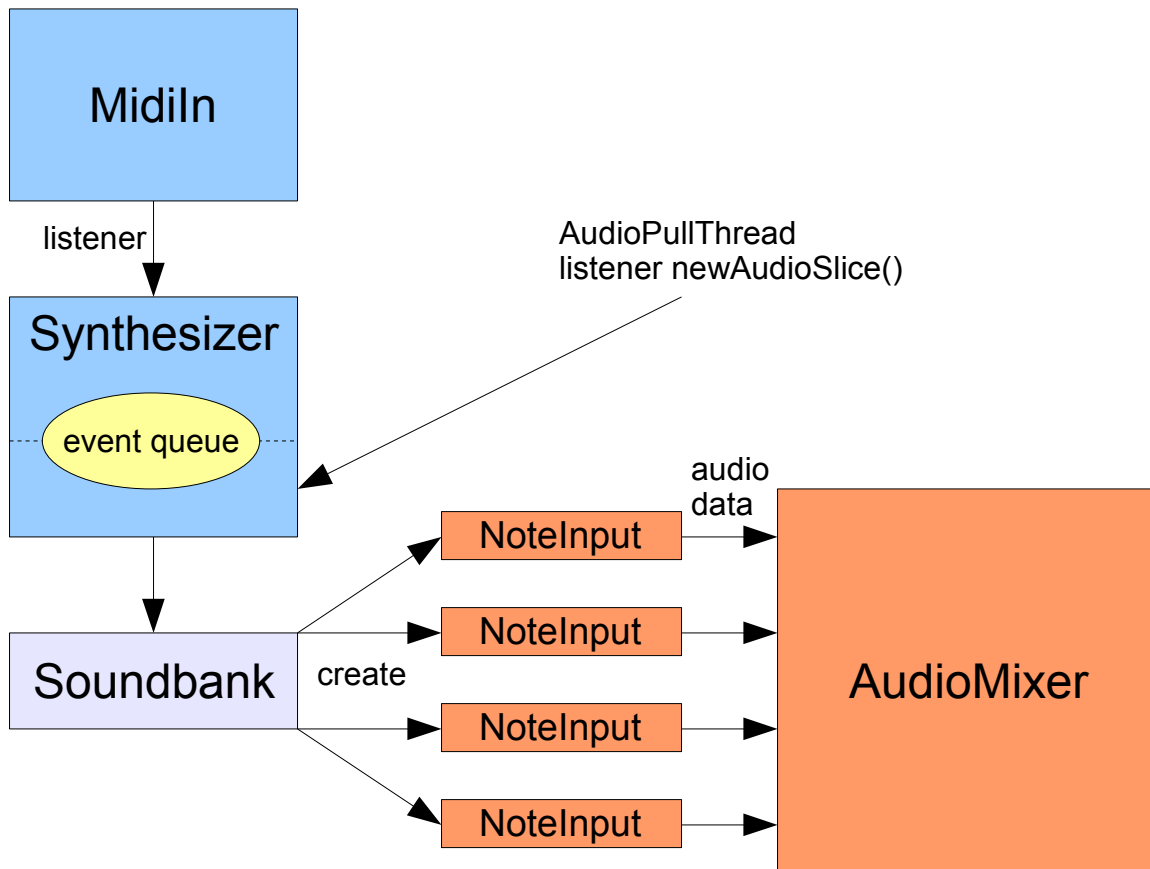 MidiIn
listener
AudioPullThread
listener newAudioSlice()
Synthesizer
event queue
audio
data
NoteInput
NoteInput
Soundbank
create
AudioMixer
NoteInput
NoteInput